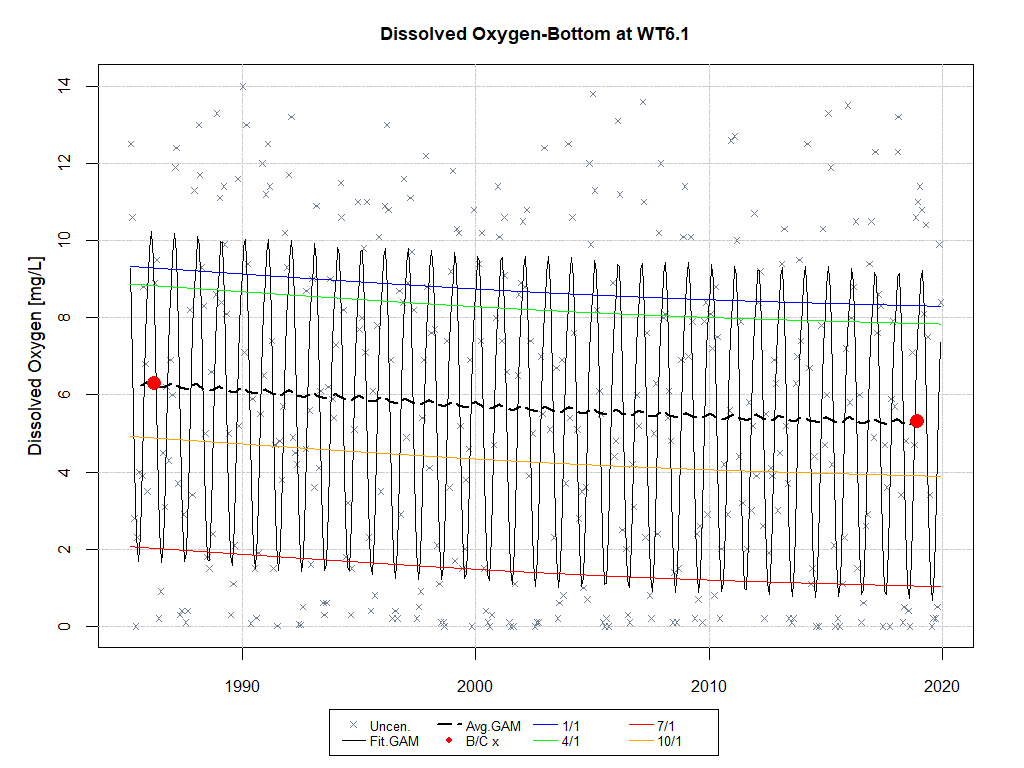 Dissolved Oxygen-Bottom at WT6.1
Dissolved Oxygen [mg/L]
14
12
10
8
6
4
2
0
1990 2000 2010 2020
Uncen. Avg.GAM 1/1 7/1
Fit.GAM B/C x 4/1 10/1